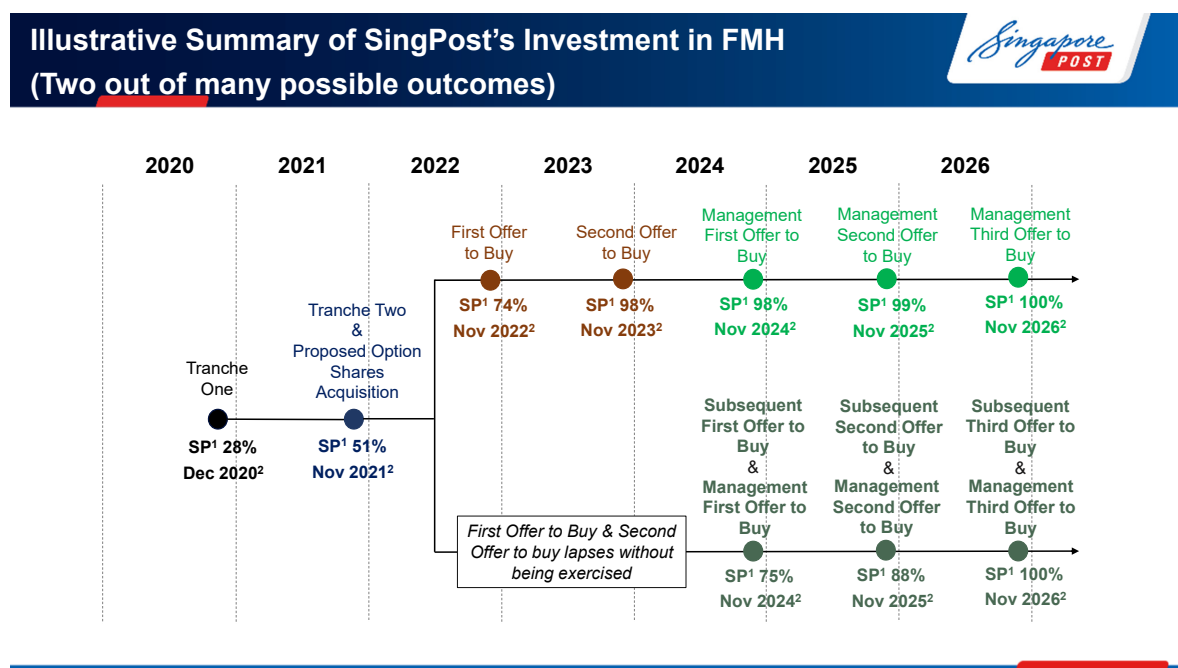 Illustrative Summary of SingPost's Investment in FMH
(Two out of many possible outcomes)
Singapore
POST
2020
2021
2022
2023
2024
2025
2026
First Offer
to Buy
SP¹ 74%
Nov 2022²
Second Offer
to Buy
SP¹ 98%
Nov 2023²
Management
First Offer to
Buy
SP¹ 98%
Nov 2024²
Management
Second Offer
to Buy
SP¹ 99%
Nov 2025²
Management
Third Offer to
Buy
SP¹ 100%
Nov 2026²
Tranche
One
SP¹ 28%
Dec 2020²
Tranche Two
&
Proposed Option
Shares
Acquisition
SP¹ 51%
Nov 2021²
First Offer to Buy & Second
Offer to buy lapses without
being exercised
Subsequent
First Offer to
Buy
&
Management
First Offer to
Buy
SP¹ 75%
Nov 2024²
Subsequent
Second Offer
to Buy
&
Management
Second Offer
to Buy
SP¹ 88%
Nov 2025²
Subsequent
Third Offer to
Buy
&
Management
Third Offer to
Buy
SP¹ 100%
Nov 2026²